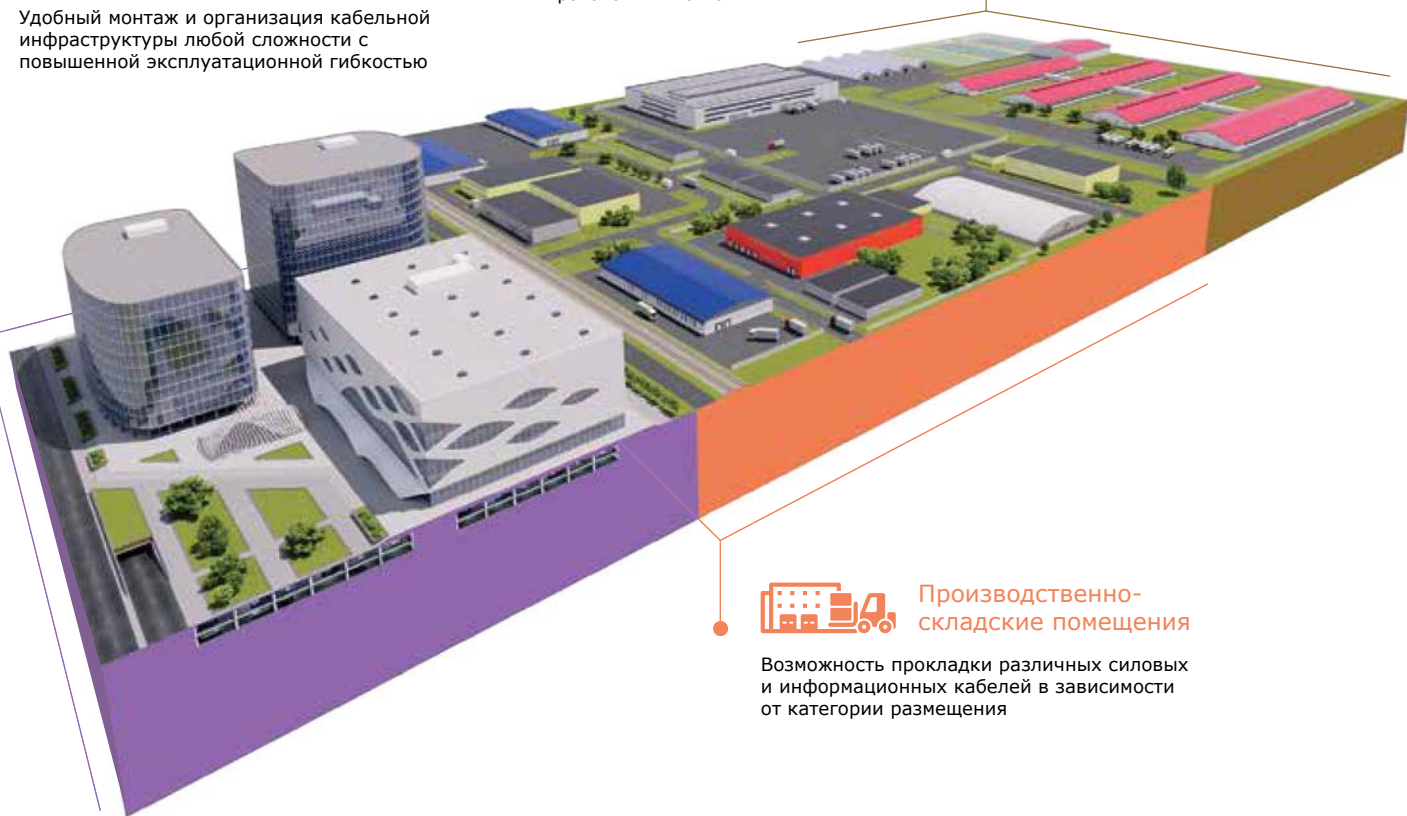 Удобный монтаж и организация кабельной
инфраструктуры любой сложности с
повышенной эксплуатационной гибкостью
Производственно-
складские помещения
Возможность прокладки различных силовых
и информационных кабелей в зависимости
от категории размещения